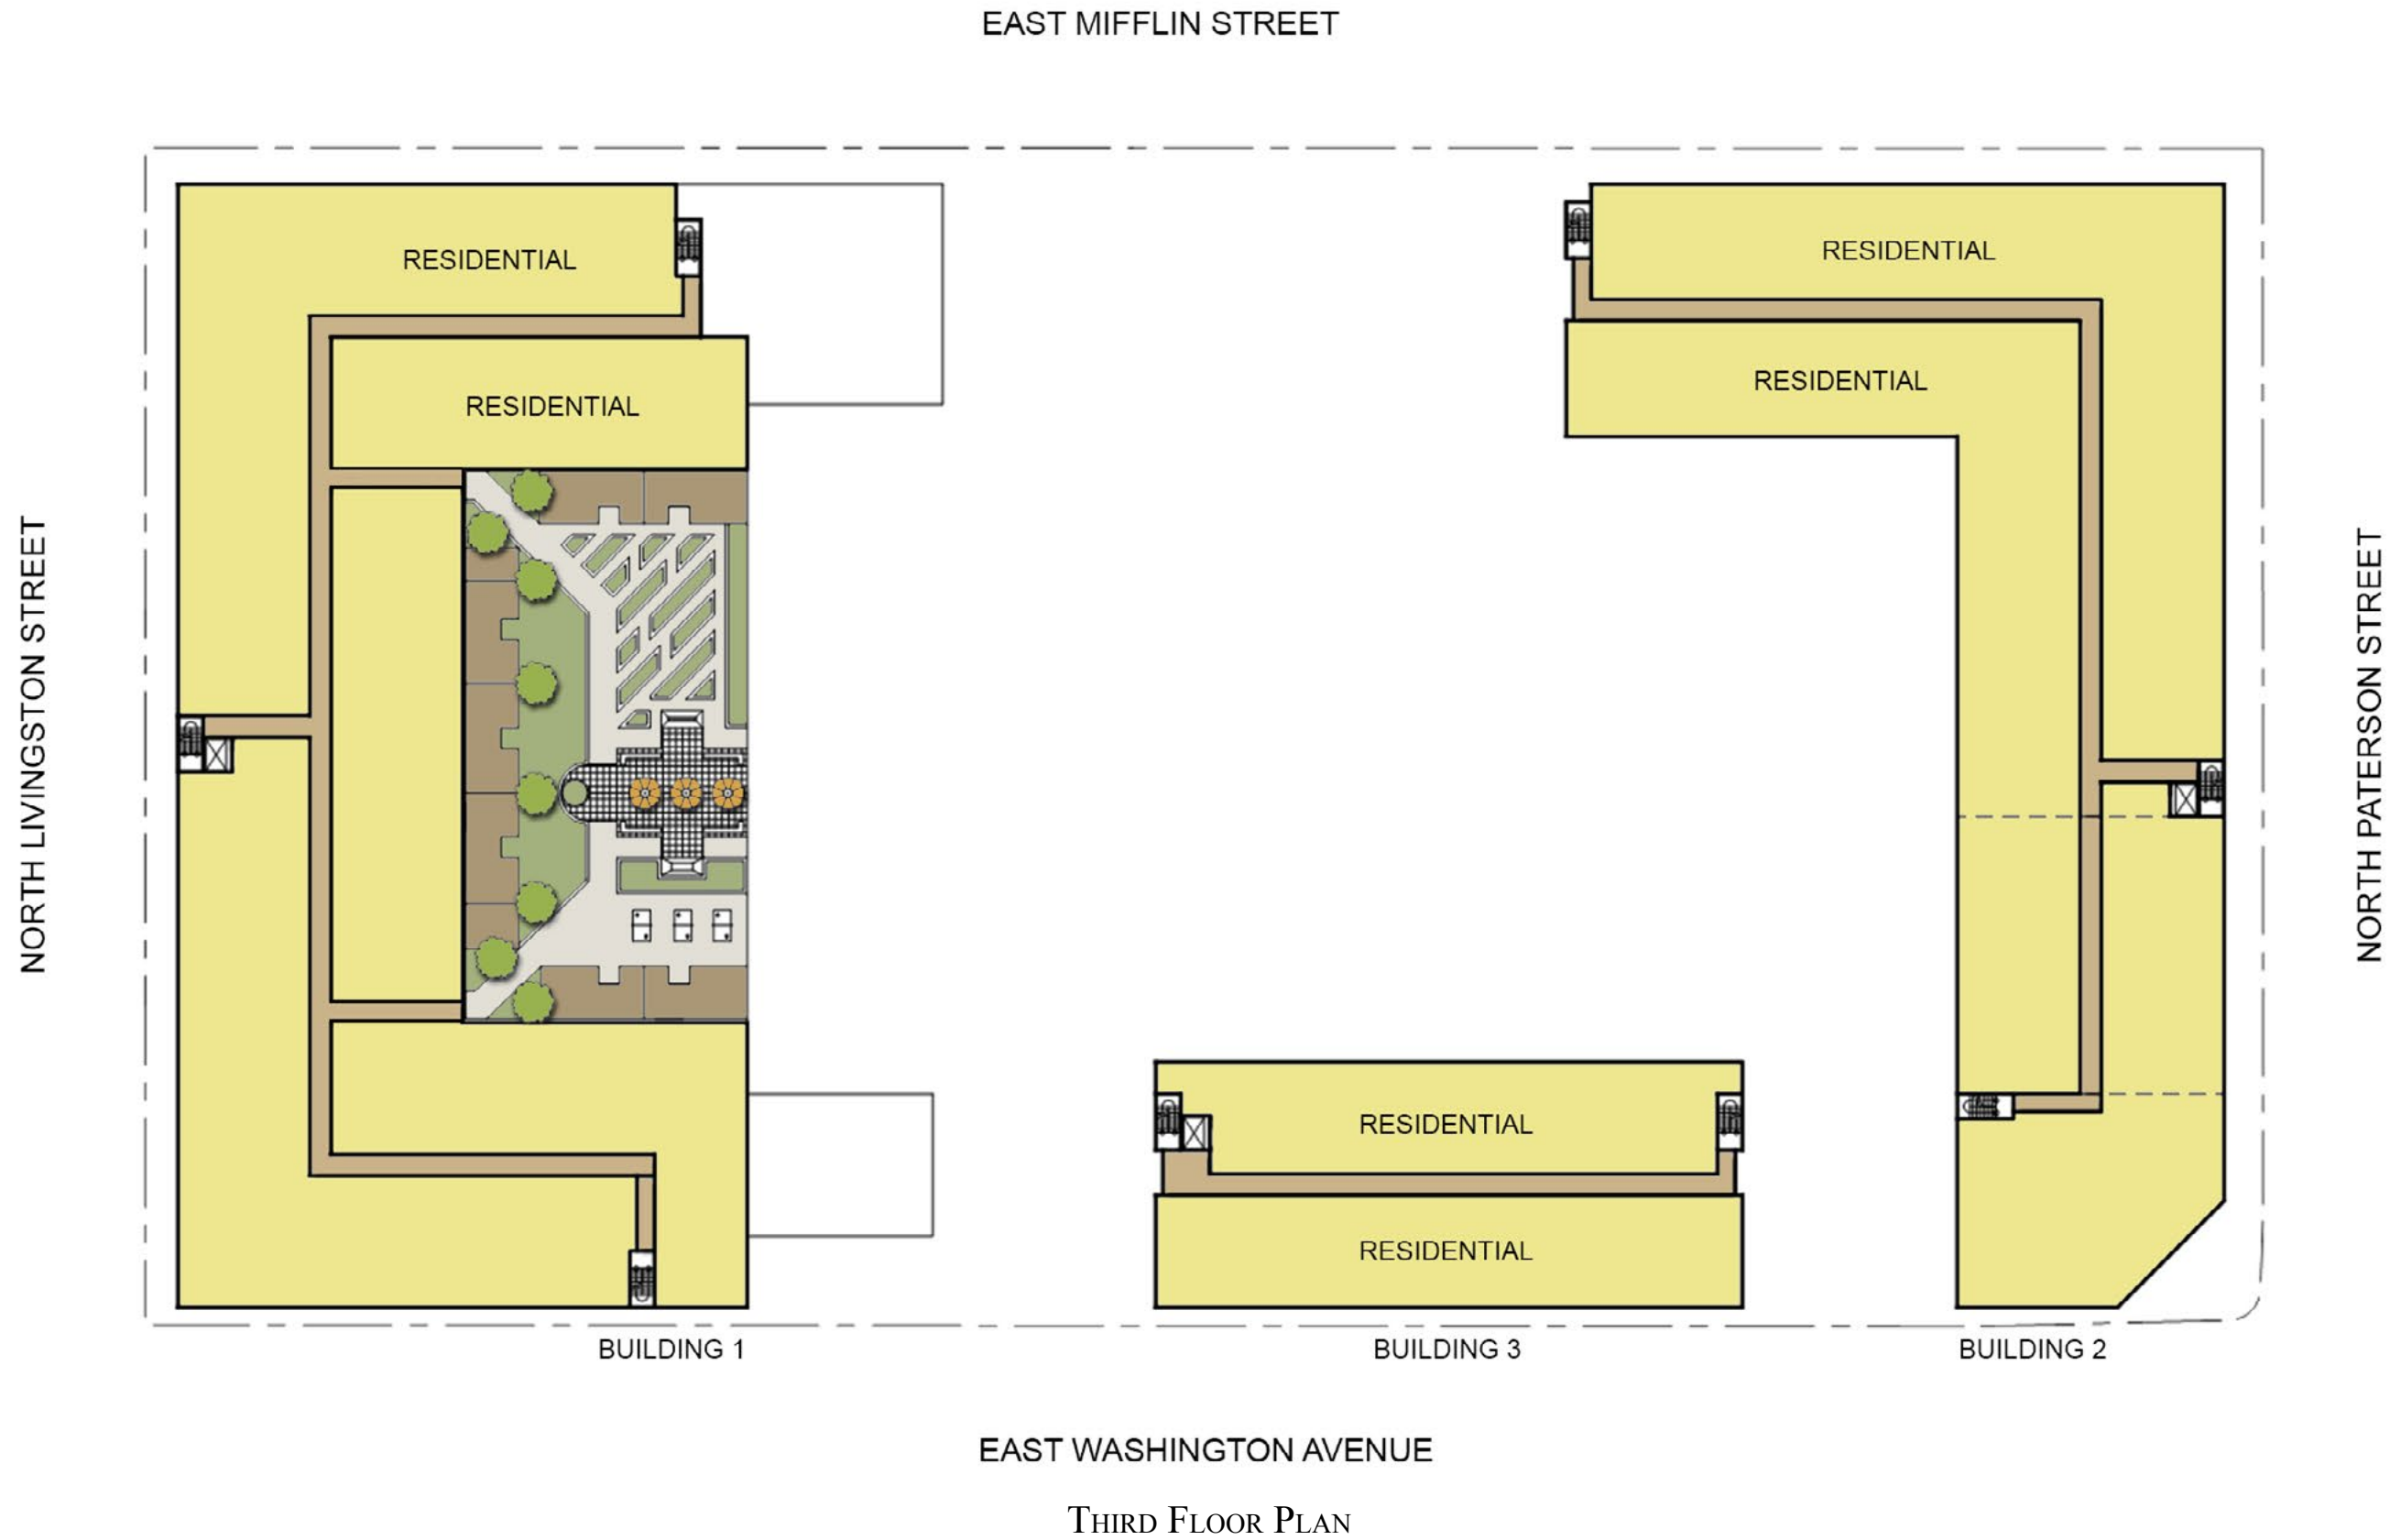 EAST MIFFLIN STREET
RESIDENTIAL
RESIDENTIAL
RESIDENTIAL
RESIDENTIAL
NORTH LIVINGSTON STREET
NORTH PATERSON STREET
RESIDENTIAL
RESIDENTIAL
BUILDING 1
BUILDING 3
BUILDING 2
EAST WASHINGTON AVENUE
THIRD FLOOR PLAN